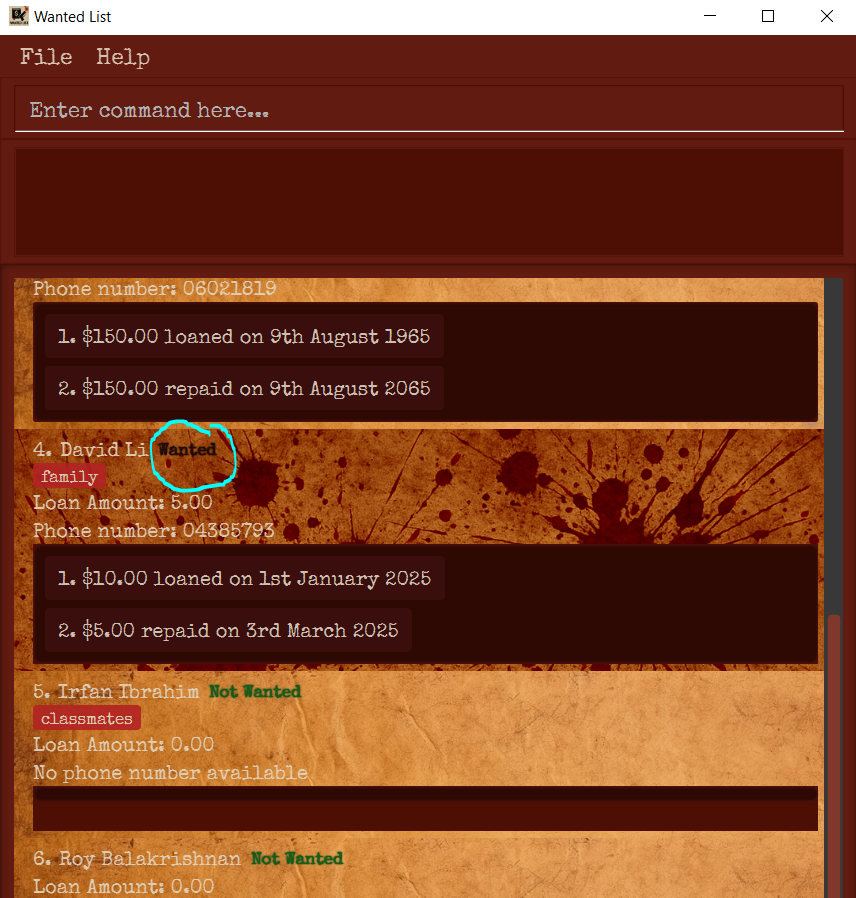 Wanted List
File Help
Enter command here...
Phone number: 06021819
1. $150.00 loaned on 9th August 1965
2. $150.00 repaid on 9th August 2065
4. David Li Wanted
family
Loan Amount: 5.00
Phone number: 04385793
1. $10.00 loaned on 1st January 2025
2. $5.00 repaid on 3rd March 2025
5. Irfan Ibrahim Not Wanted
classmates
Loan Amount: 0.00
No phone number available
6. Roy Balakrishnan Not Wanted
Loan Amount: 0.00